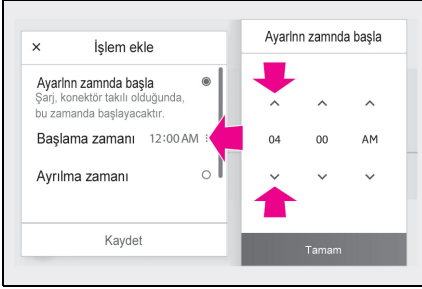 × İşlem ekle
Ayarlnn zamnda başla
Şarj, konektör takılı olduğunda,
bu zamanda başlayacaktır.
Başlama zamanı 12:00 AM
Ayrılma zamanı
Kaydet
Ayarlnn zamnda başla
04 00 AM
Tamam